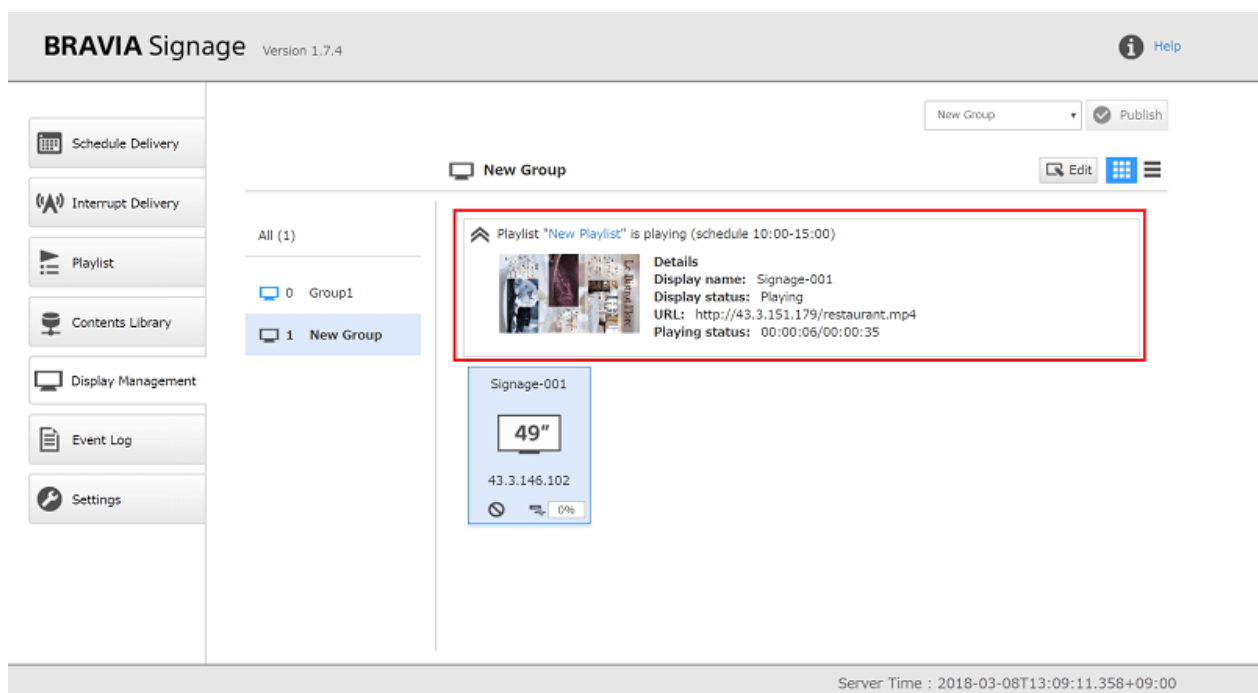 BRAVIA Signage Version 1.7.4
Help
New Group
Publish
Schedule Delivery
Interrupt Delivery
Playlist
Contents Library
Display Management
Event Log
Settings
New Group
Edit
All (1)
0 Group1
1 New Group
Playlist "New Playlist" is playing (schedule 10:00-15:00)
Details
Display name: Signage-001
Display status: Playing
URL: http://43.3.151.179/restaurant.mp4
Playing status: 00:00:06/00:00:35
Signage-001
49"
43.3.146.102
0%
Server Time : 2018-03-08T13:09:11.358+09:00